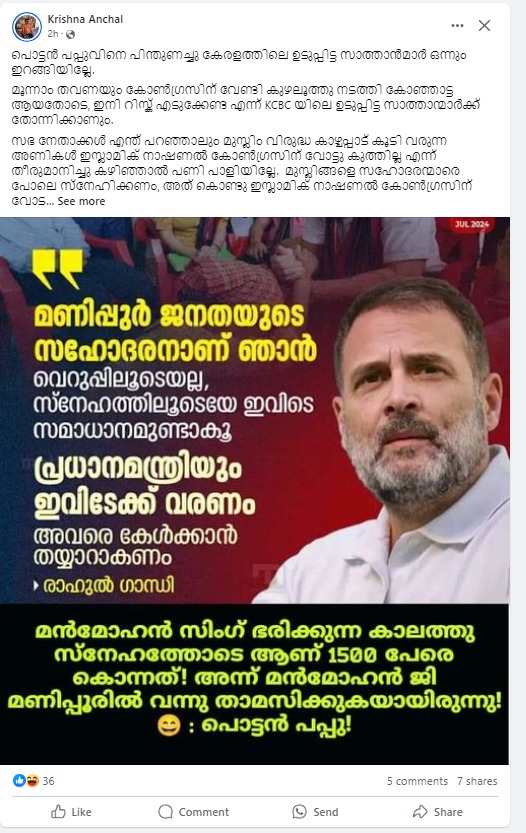 Krishna Anchal
2h ·
പൊട്ടൻ പപ്പുവിനെ പിന്തുണച്ചു കേരളത്തിലെ ഉടുപ്പിട്ട സാത്താൻമാർ ഒന്നും
ഇറങ്ങിയില്ലേ.
മൂന്നാം തവണയും കോൺഗ്രസിന് വേണ്ടി കുഴലൂത്തു നടത്തി കോഞ്ഞാട്ട
ആയതോടെ, ഇനി റിസ്ക് എടുക്കേണ്ട എന്ന് KCBC യിലെ ഉടുപ്പിട്ട സാത്താന്മാർക്ക്
തോന്നിക്കാണും.
സഭ നേതാക്കൾ എന്ത് പറഞ്ഞാലും മുസ്ലിം വിരുദ്ധ കാഴ്ചപ്പാട് കൂടി വരുന്ന
അണികൾ ഇസ്ലാമിക് നാഷണൽ കോൺഗ്രസിന് വോട്ടു കുത്തില്ല എന്ന്
തീരുമാനിച്ചു കഴിഞ്ഞാൽ പണി പാളിയില്ലേ. മുസ്ലിങ്ങളെ സഹോദരന്മാരെ
പോലെ സ്നേഹിക്കണം, അത് കൊണ്ടു ഇസ്ലാമിക് നാഷണൽ കോൺഗ്രസിന്
വോട... See more
JUL 2024
മണിപ്പുർ ജനതയുടെ
സഹോദരനാണ് ഞാൻ
വെറുപ്പിലൂടെയല്ല,
സ്നേഹത്തിലൂടെയേ ഇവിടെ
സമാധാനമുണ്ടാകൂ
പ്രധാനമന്ത്രിയും
ഇവിടേക്ക് വരണം
അവരെ കേൾക്കാൻ
തയ്യാറാകണം
രാഹുൽ ഗാന്ധി
മൻമോഹൻ സിംഗ് ഭരിക്കുന്ന കാലത്തു
സ്നേഹത്തോടെ ആണ് 1500 പേരെ
കൊന്നത്! അന്ന് മൻമോഹൻ ജി
മണിപ്പൂരിൽ വന്നു താമസിക്കുകയായിരുന്നു!
😄 : പൊട്ടൻ പപ്പു!
36
5 comments 7 shares
Like Comment Send Share